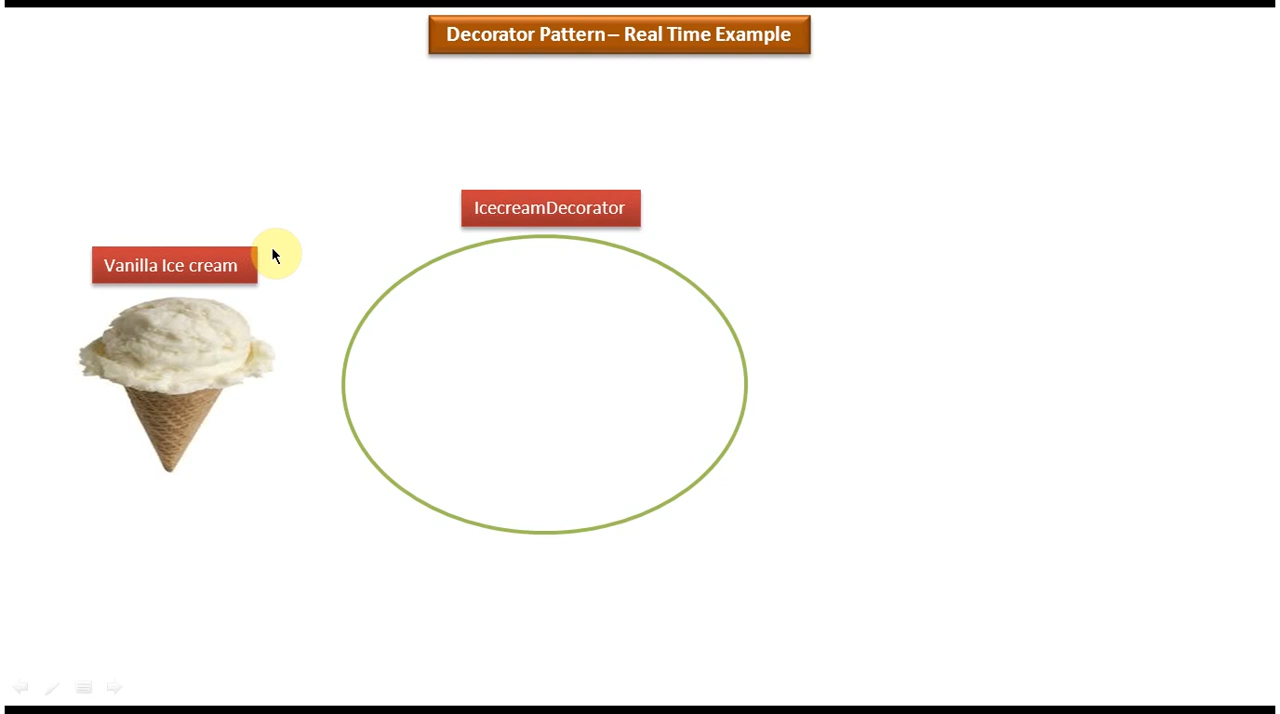 Decorator Pattern – Real Time Example
IcecreamDecorator
Vanilla Ice cream